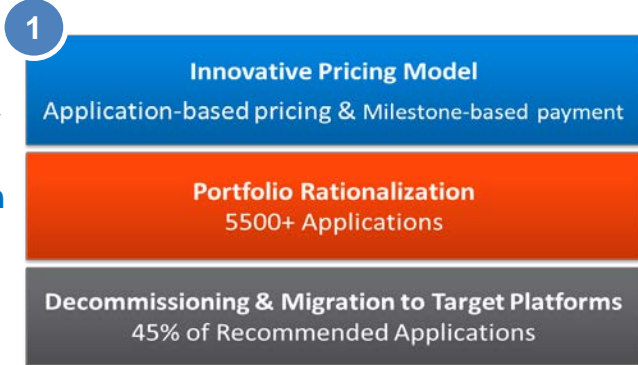 1
Innovative Pricing Model
Application-based pricing & Milestone-based payment
Portfolio Rationalization
5500+ Applications
Decommissioning & Migration to Target Platforms
45% of Recommended Applications